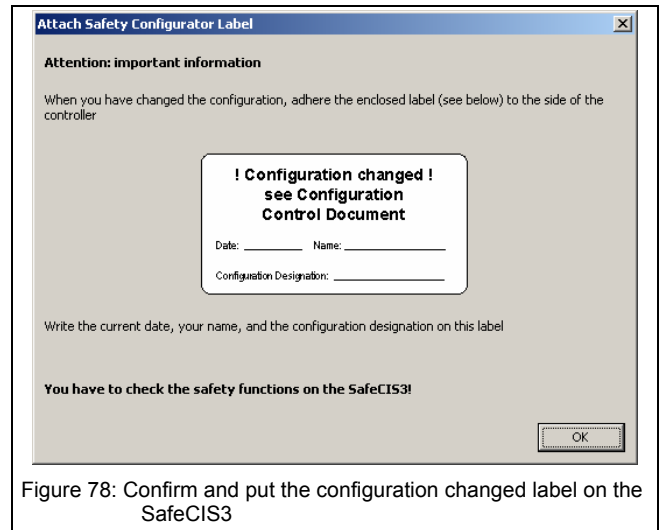 Attach Safety Configurator Label
Attention: important information
When you have changed the configuration, adhere the enclosed label (see below) to the side of the
controller
! Configuration changed !
see Configuration
Control Document
Date: __________ Name: __________________
Configuration Designation: ____________________
Write the current date, your name, and the configuration designation on this label
You have to check the safety functions on the SafeCIS3!
OK
Figure 78: Confirm and put the configuration changed label on the
SafeCIS3